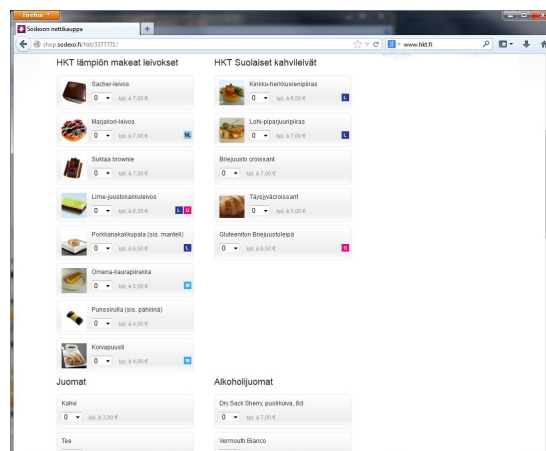 Firefox
Sodexon nettikauppa
shop.sodexo.fi/hkt/3377771/
www.hkt.fi
HKT lämpiön makeat leivokset
Sacher-leivos
0 kpl, à 7,00 €
Marjakori-leivos
0 kpl, à 7,00 € VL
Suklaa brownie
0 kpl, à 7,00 €
Lime-juustokakkuleivos
0 kpl, à 6,50 € L G
Porkkanakakkupala (sis. manteli)
0 kpl, à 6,50 € L
Omena-kaurapiirakka
0 kpl, à 5,50 € M
Punssirulla (sis. pähkinä)
0 kpl, à 4,50 €
Korvapuusti
0 kpl, à 4,00 € M
HKT Suolaiset kahvileivät
Kinkku-herkkusienipiiras
0 kpl, à 6,50 € L
Lohi-piparjuuripiiras
0 kpl, à 7,00 € L
Briejuusto croissant
0 kpl, à 7,00 €
Täysjyväcroissant
0 kpl, à 5,00 €
Gluteeniton Briejuustoleipä
0 kpl, à 6,50 € G
Juomat
Kahvi
0 kpl, à 3,00 €
Tee
Alkoholijuomat
Dry Sack Sherry, puolikuiva, 8cl
0 kpl, à 7,00 €
Vermouth Bianco